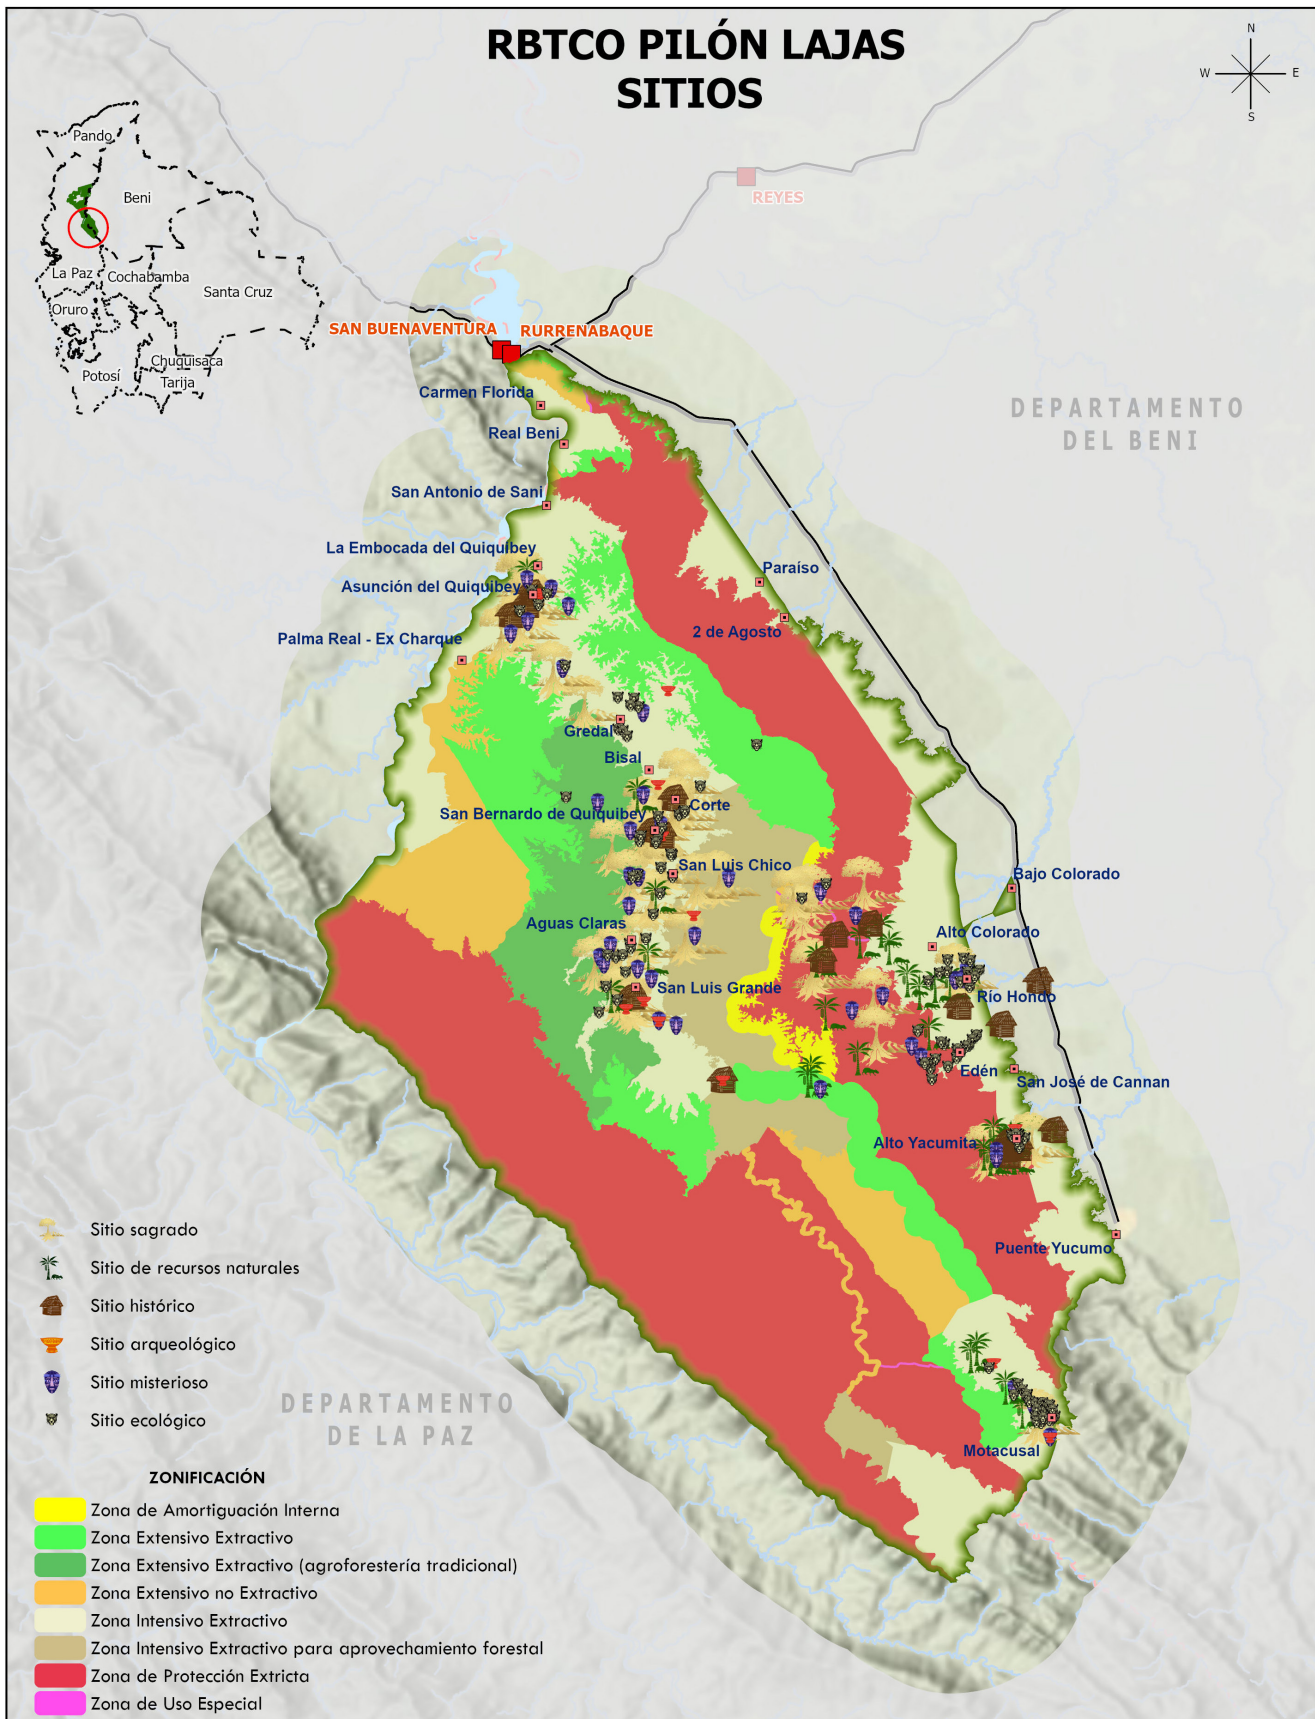 RBTCO PILÓN LAJAS
SITIOS
N
W
E
S
Pando
Beni
La Paz
Cochabamba
Santa Cruz
Oruro
Chuquisaca
Potosí
Tarija
REYES
SAN BUENAVENTURA
RURRENABAQUE
Carmen Florida
Real Beni
DEPARTAMENTO
DEL BENI
San Antonio de Sani
La Embocada del Quiquibey
Asunción del Quiquibey
Paraíso
2 de Agosto
Palma Real - Ex Charque
Gredal
Bisal
Corte
San Bernardo de Quiquibey
San Luis Chico
Bajo Colorado
Aguas Claras
Alto Colorado
San Luis Grande
Río Hondo
Edén
San José de Cannan
Alto Yacumita
Puente Yucumo
Motacusal
DEPARTAMENTO
DE LA PAZ
Sitio sagrado
Sitio de recursos naturales
Sitio histórico
Sitio arqueológico
Sitio misterioso
Sitio ecológico
ZONIFICACIÓN
Zona de Amortiguación Interna
Zona Extensivo Extractivo
Zona Extensivo Extractivo (agroforestería tradicional)
Zona Extensivo no Extractivo
Zona Intensivo Extractivo
Zona Intensivo Extractivo para aprovechamiento forestal
Zona de Protección Extricta
Zona de Uso Especial